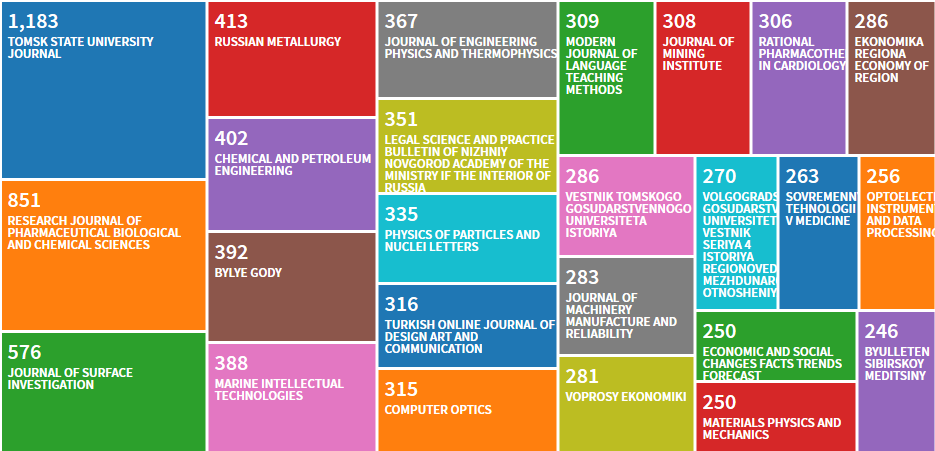 1,183
TOMSK STATE UNIVERSITY
JOURNAL
851
RESEARCH JOURNAL OF
PHARMACEUTICAL BIOLOGICAL
AND CHEMICAL SCIENCES
576
JOURNAL OF SURFACE
INVESTIGATION
413
RUSSIAN METALLURGY
402
CHEMICAL AND PETROLEUM
ENGINEERING
392
BYLYE GODY
388
MARINE INTELLECTUAL
TECHNOLOGIES
367
JOURNAL OF ENGINEERING
PHYSICS AND THERMOPHYSICS
351
LEGAL SCIENCE AND PRACTICE
BULLETIN OF NIZHNIY
NOVGOROD ACADEMY OF THE
MINISTRY IF THE INTERIOR OF
RUSSIA
335
PHYSICS OF PARTICLES AND
NUCLEI LETTERS
316
TURKISH ONLINE JOURNAL OF
DESIGN ART AND
COMMUNICATION
315
COMPUTER OPTICS
309
MODERN
JOURNAL OF
LANGUAGE
TEACHING
METHODS
308
JOURNAL OF
MINING
INSTITUTE
306
RATIONAL
PHARMACOTHE
IN CARDIOLOGY
286
EKONOMIKA
REGIONA
ECONOMY OF
REGION
286
VESTNIK TOMSKOGO
GOSUDARSTVENNOGO
UNIVERSITETA
ISTORIYA
283
JOURNAL OF
MACHINERY
MANUFACTURE AND
RELIABILITY
281
VOPROSY EKONOMIKI
270
VOLGOGRADS
GOSUDARSTV
UNIVERSITET
VESTNIK
SERIYA 4
ISTORIYA
REGIONOVED
MEZHDUNAR
OTNOSHENIY
263
SOVREMENN
TEHNOLOGII
V MEDICINE
256
OPTOELECT
INSTRUMEN
AND DATA
PROCESSING
250
ECONOMIC AND SOCIAL
CHANGES FACTS TRENDS
FORECAST
250
MATERIALS PHYSICS AND
MECHANICS
246
BYULLETEN
SIBIRSKOY
MEDITSINY